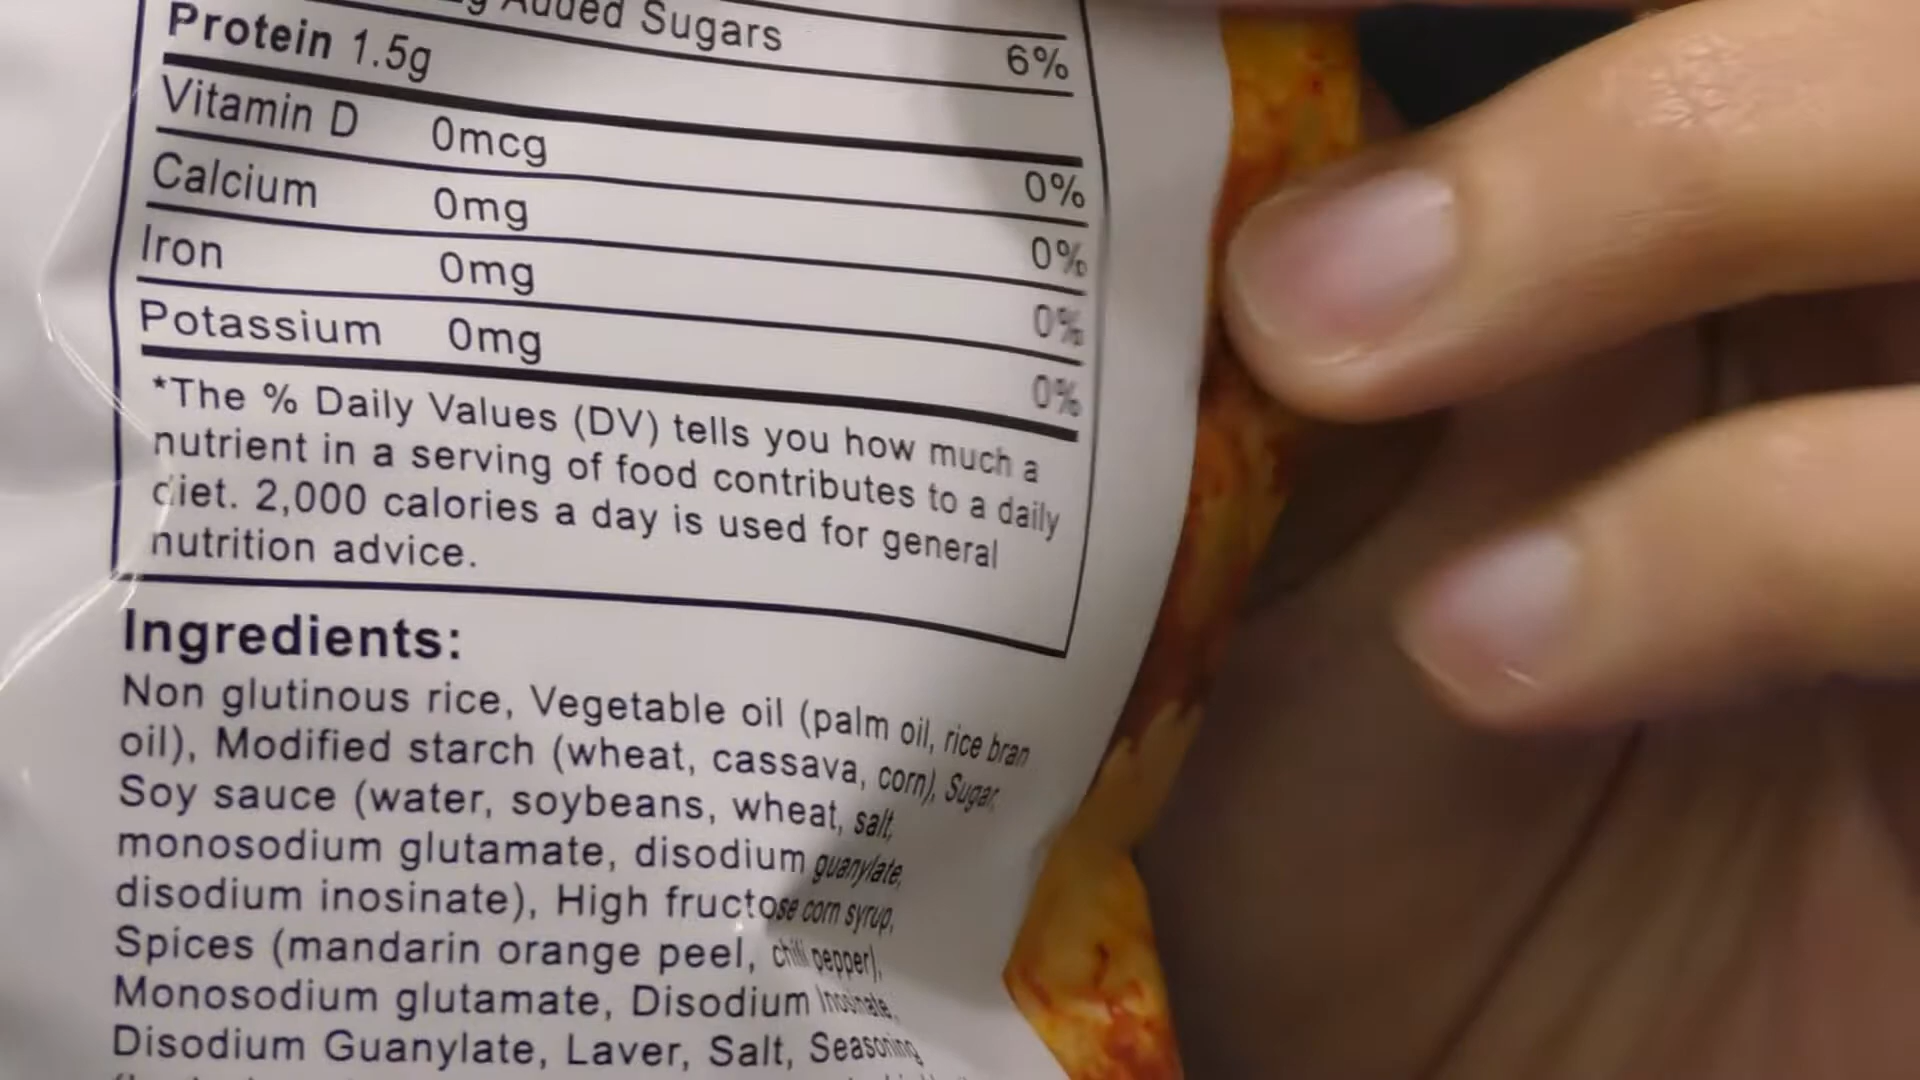 Added Sugars 6%
Protein 1.5g
Vitamin D 0mcg 0%
Calcium 0mg 0%
Iron 0mg 0%
Potassium 0mg 0%
*The % Daily Values (DV) tells you how much a
nutrient in a serving of food contributes to a daily
diet. 2,000 calories a day is used for general
nutrition advice.
Ingredients:
Non glutinous rice, Vegetable oil (palm oil, rice bran
oil), Modified starch (wheat, cassava, corn), Sugar,
Soy sauce (water, soybeans, wheat, salt,
monosodium glutamate, disodium guanylate,
disodium inosinate), High fructose corn syrup,
Spices (mandarin orange peel, chili pepper),
Monosodium glutamate, Disodium Inosinate,
Disodium Guanylate, Laver, Salt, Seasoning